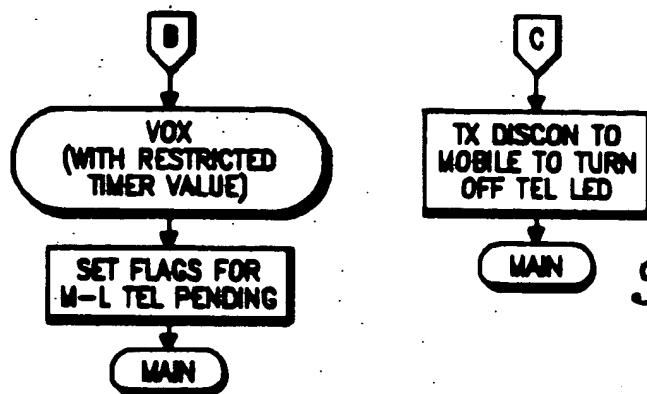 B
VOX
(WITH RESTRICTED
TIMER VALUE)
SET FLAGS FOR
M-L TEL PENDING
MAIN
C
TX DISCON TO
MOBILE TO TURN
OFF TEL LED
MAIN